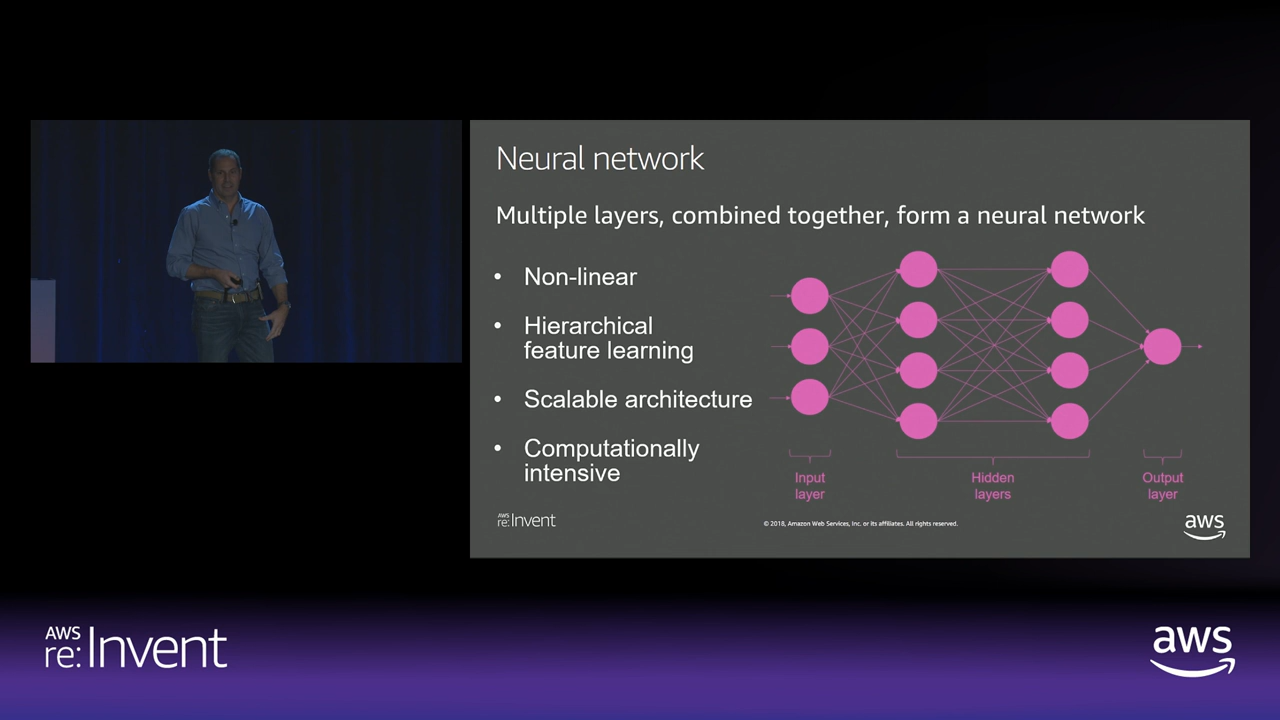 Neural network
Multiple layers, combined together, form a neural network
• Non-linear
• Hierarchical
feature learning
• Scalable architecture
• Computationally
intensive
Input
layer
Hidden
layers
Output
layer
AWS
re:Invent
© 2018, Amazon Web Services, Inc. or its affiliates. All rights reserved.
aws
AWS
re:Invent
aws